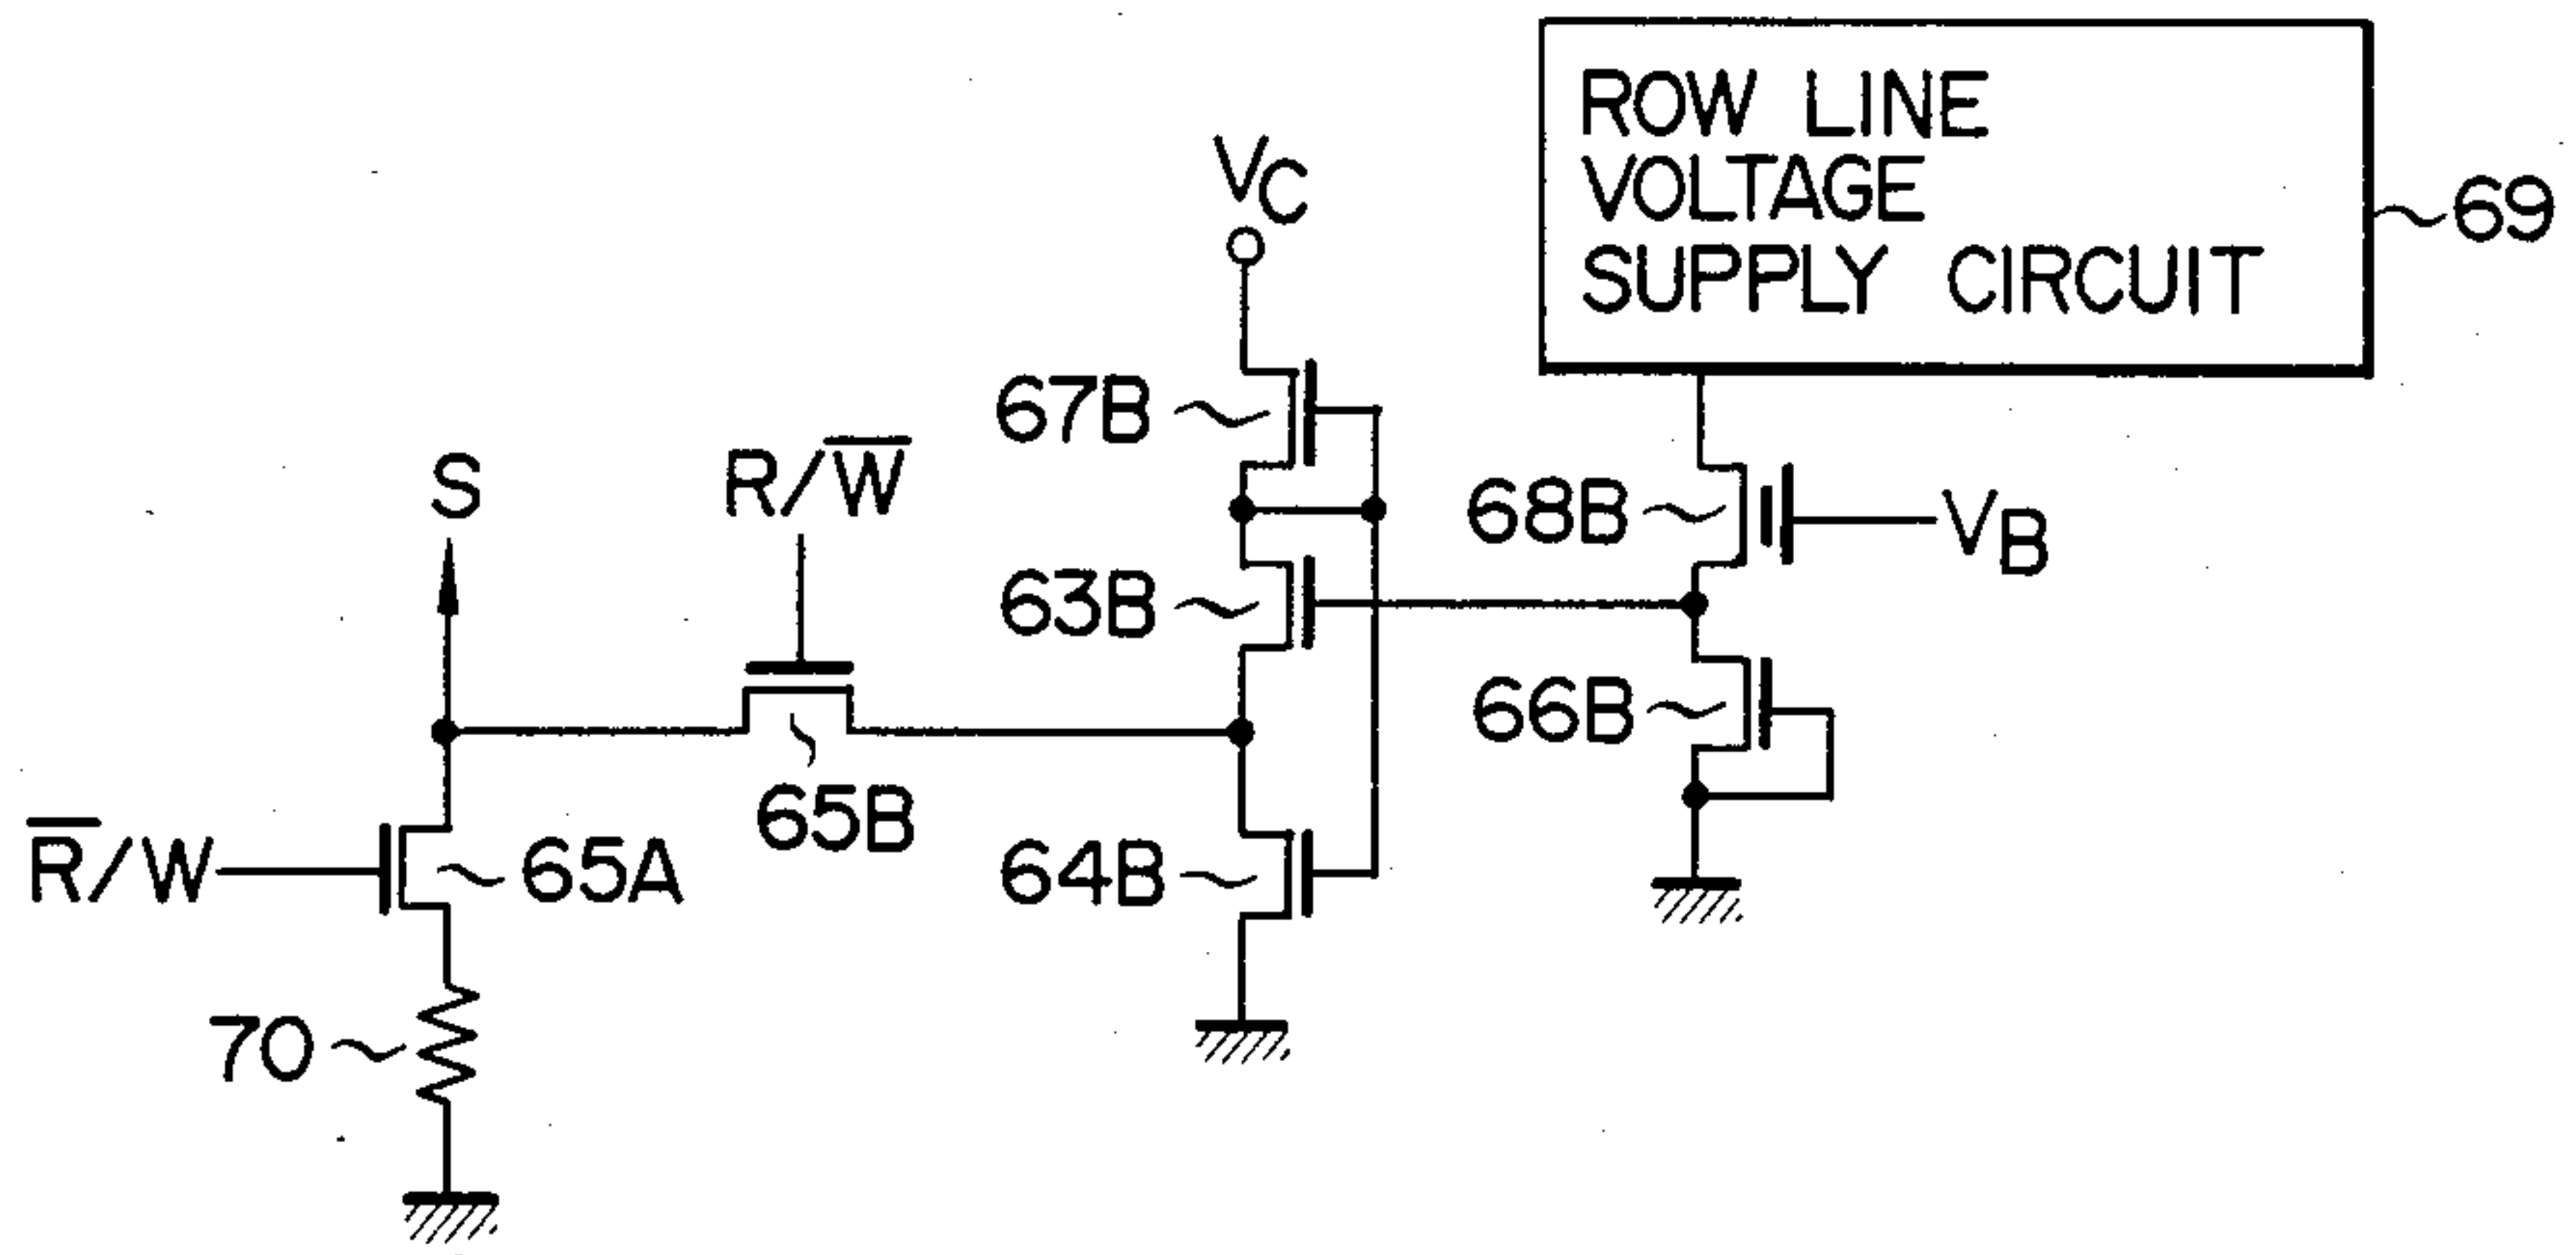 ROW LINE
VOLTAGE
SUPPLY CIRCUIT
69
VC
67B
S
R/W̅
68B
VB
63B
66B
65B
R̅/W
65A
64B
70